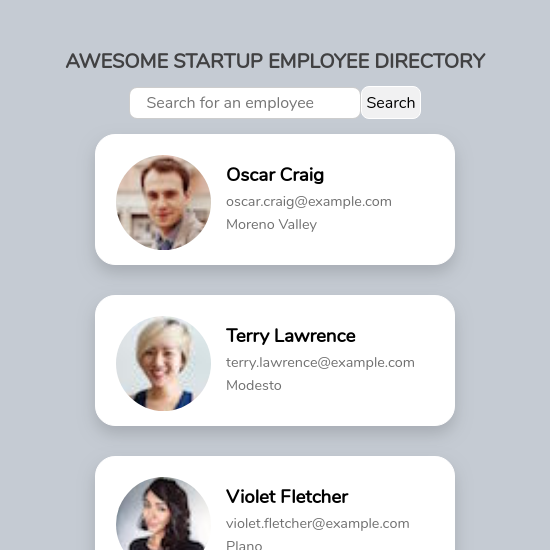 AWESOME STARTUP EMPLOYEE DIRECTORY
Search for an employee Search
Oscar Craig
oscar.craig@example.com
Moreno Valley
Terry Lawrence
terry.lawrence@example.com
Modesto
Violet Fletcher
violet.fletcher@example.com
Plano